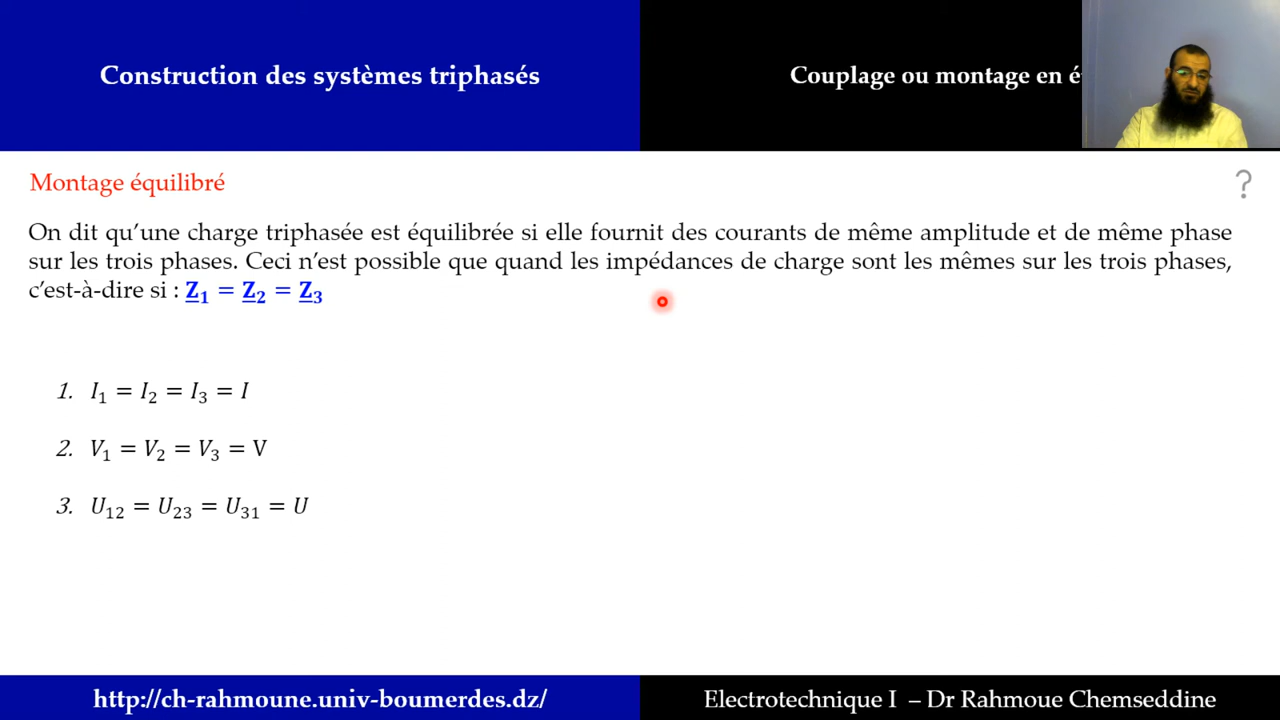 Construction des systèmes triphasés
Couplage ou montage en
Montage équilibré
?
On dit qu’une charge triphasée est équilibrée si elle fournit des courants de même amplitude et de même phase
sur les trois phases. Ceci n’est possible que quand les impédances de charge sont les mêmes sur les trois phases,
c’est-à-dire si : Z₁ = Z₂ = Z₃
1. I₁ = I₂ = I₃ = I
2. V₁ = V₂ = V₃ = V
3. U₁₂ = U₂₃ = U₃₁ = U
http://ch-rahmoune.univ-boumerdes.dz/
Electrotechnique I – Dr Rahmoue Chemseddine